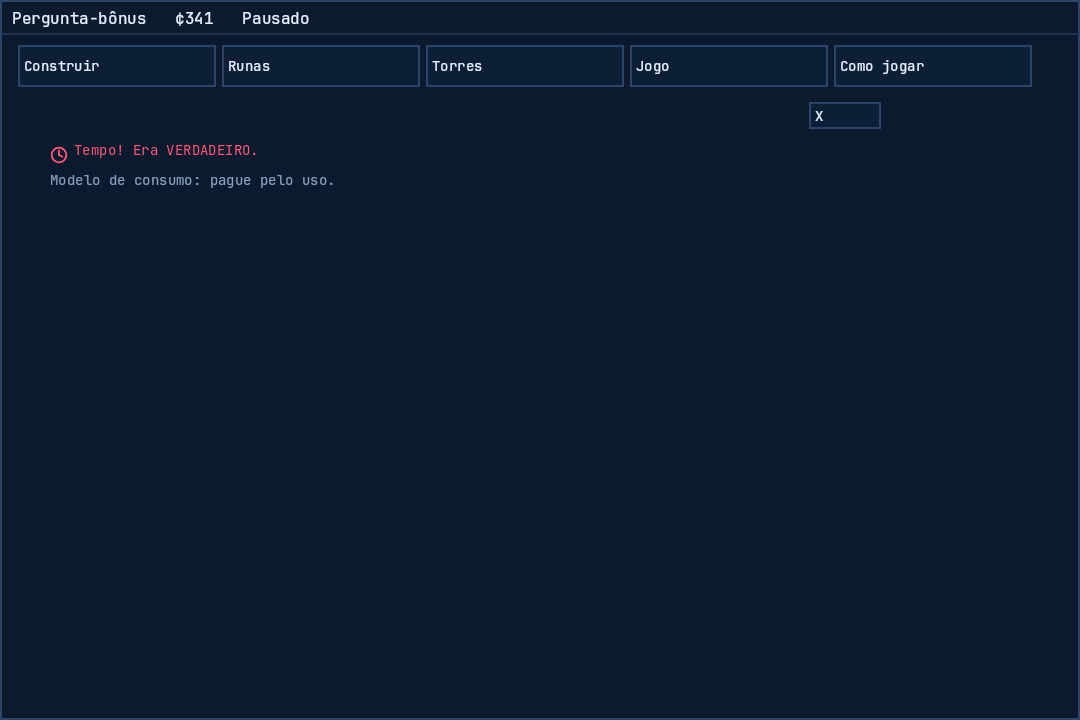 Pergunta-bônus ₵341 Pausado
Construir Runas Torres Jogo Como jogar
X
Tempo! Era VERDADEIRO.
Modelo de consumo: pague pelo uso.